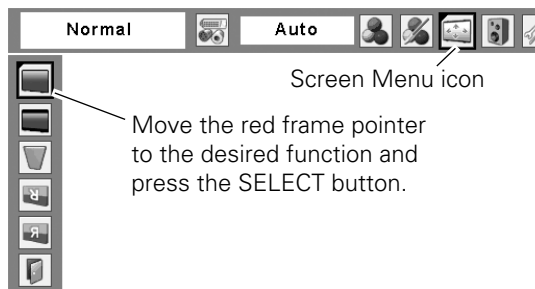 Normal
Auto
Screen Menu icon
Move the red frame pointer
to the desired function and
press the SELECT button.